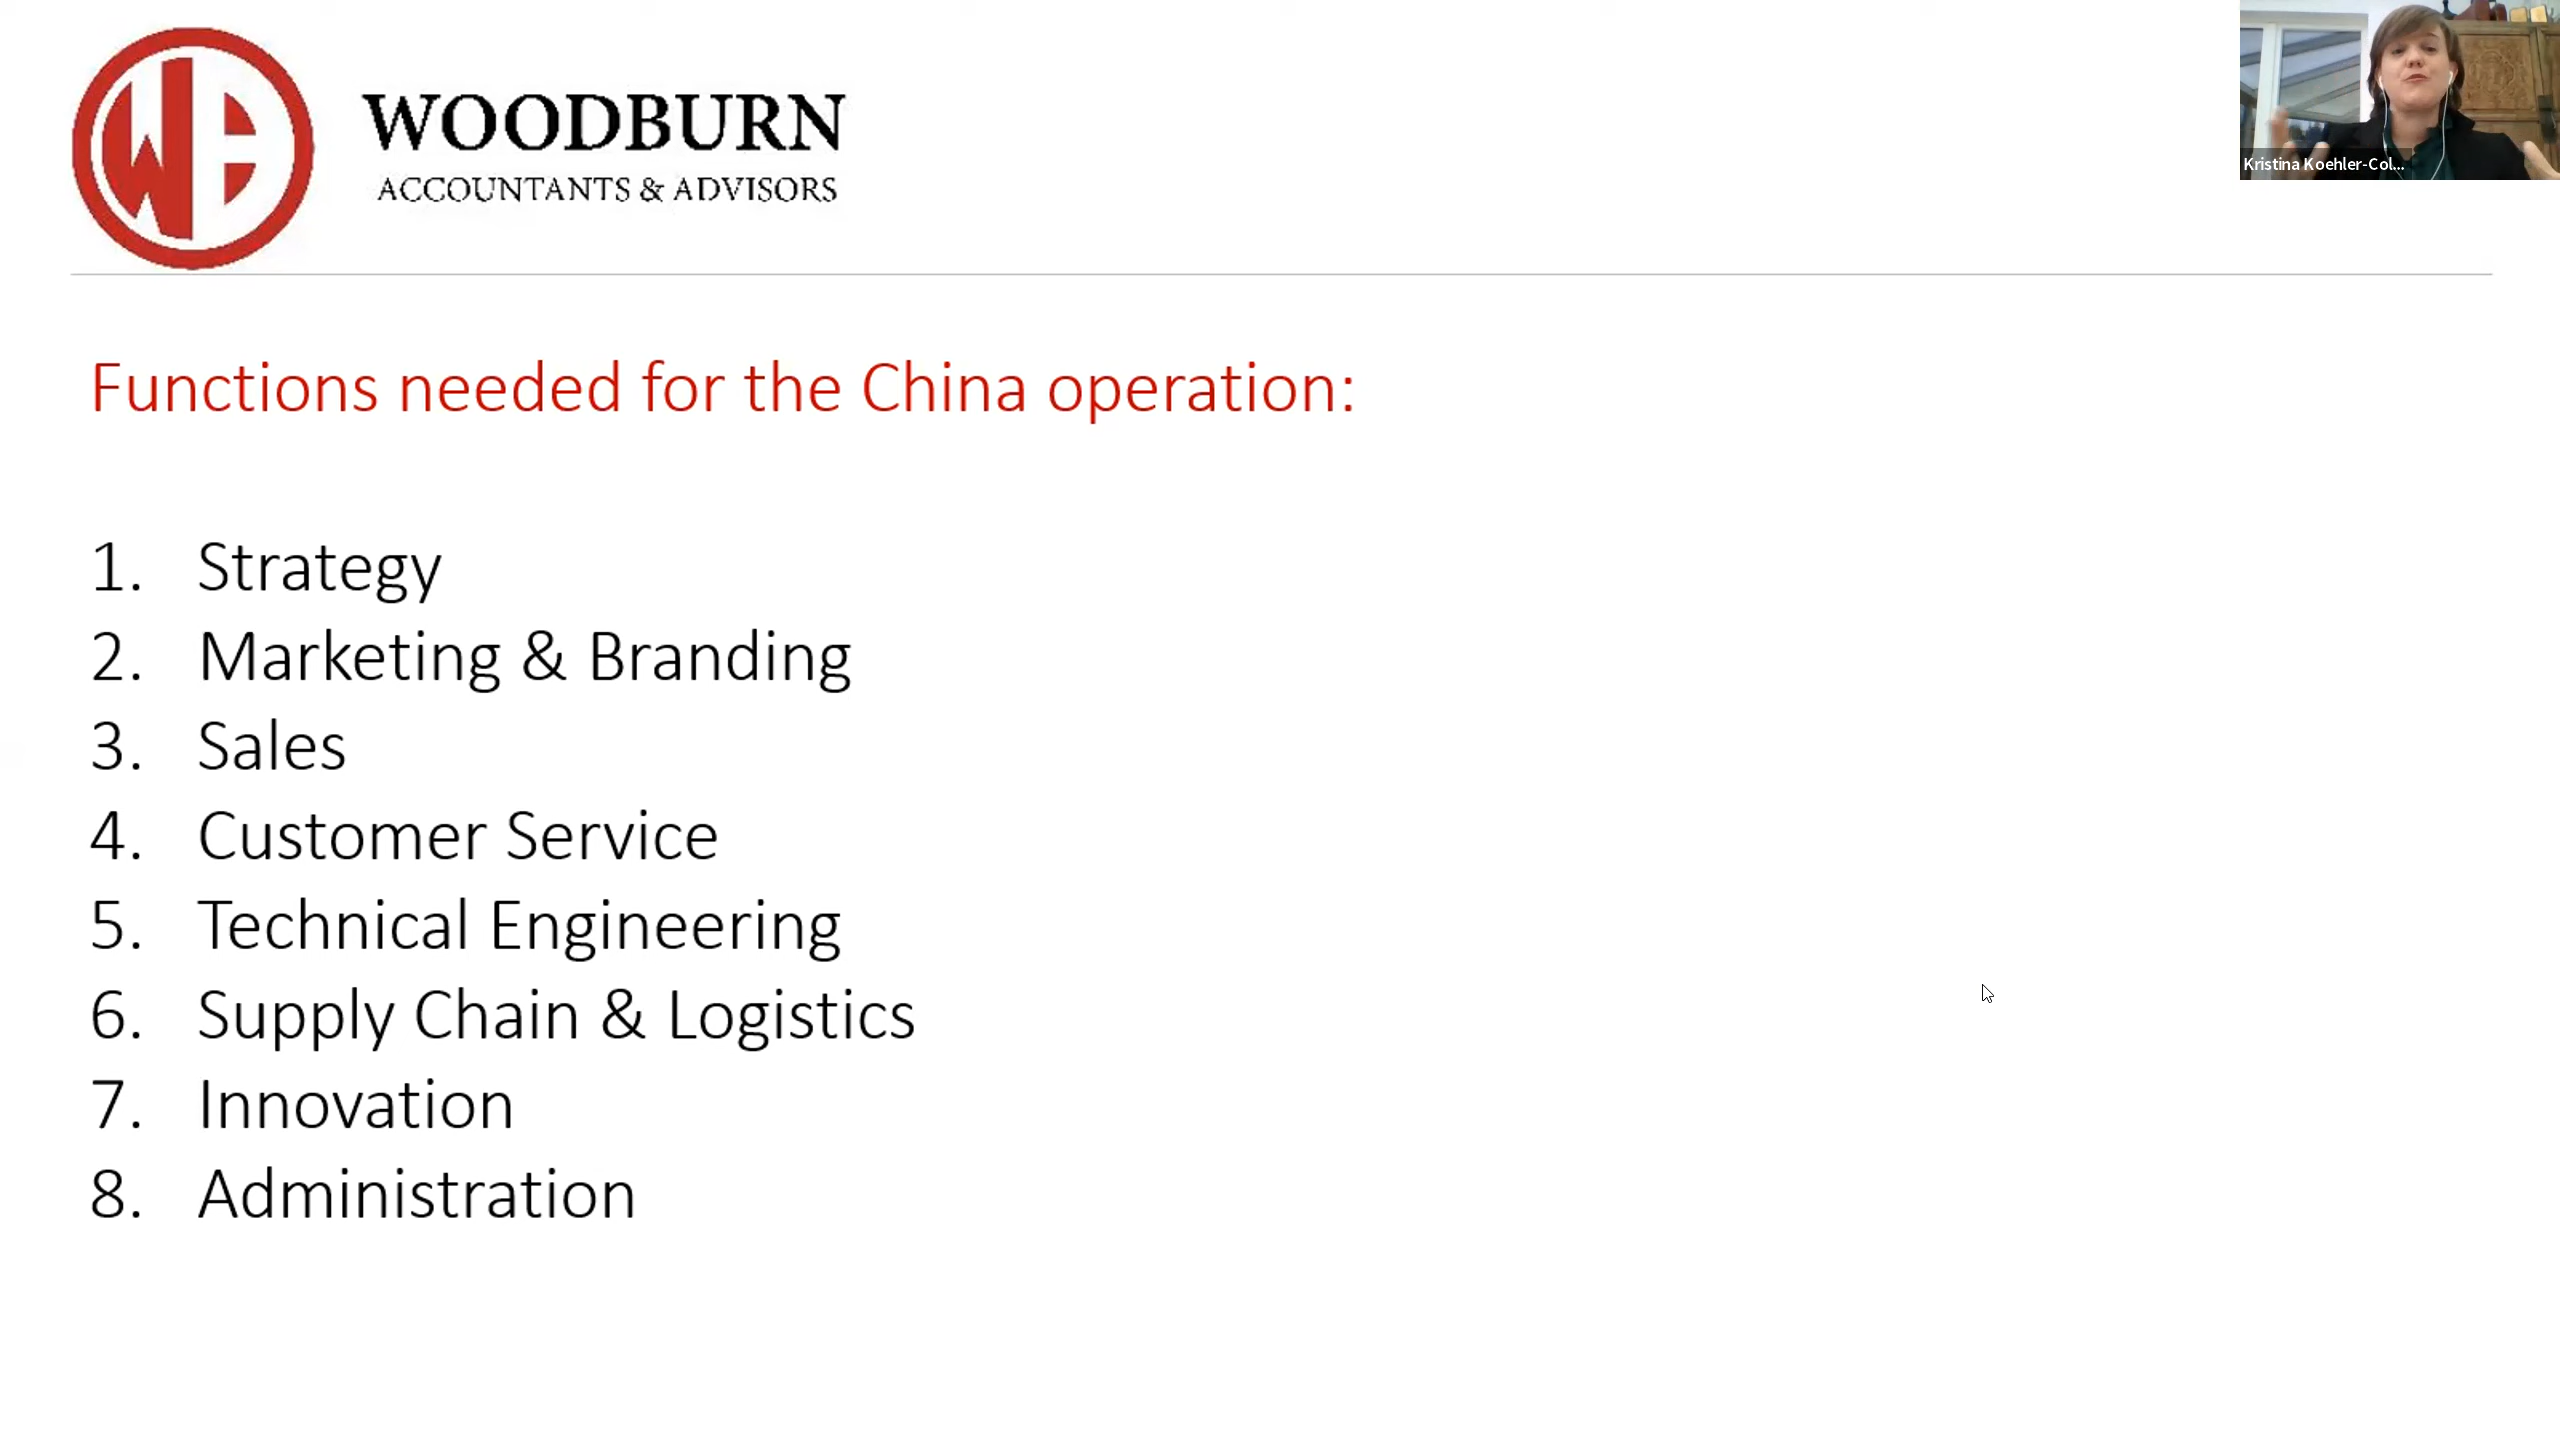 WOODBURN
ACCOUNTANTS & ADVISORS
Kristina Koehler-Col...
Functions needed for the China operation:
1. Strategy
2. Marketing & Branding
3. Sales
4. Customer Service
5. Technical Engineering
6. Supply Chain & Logistics
7. Innovation
8. Administration